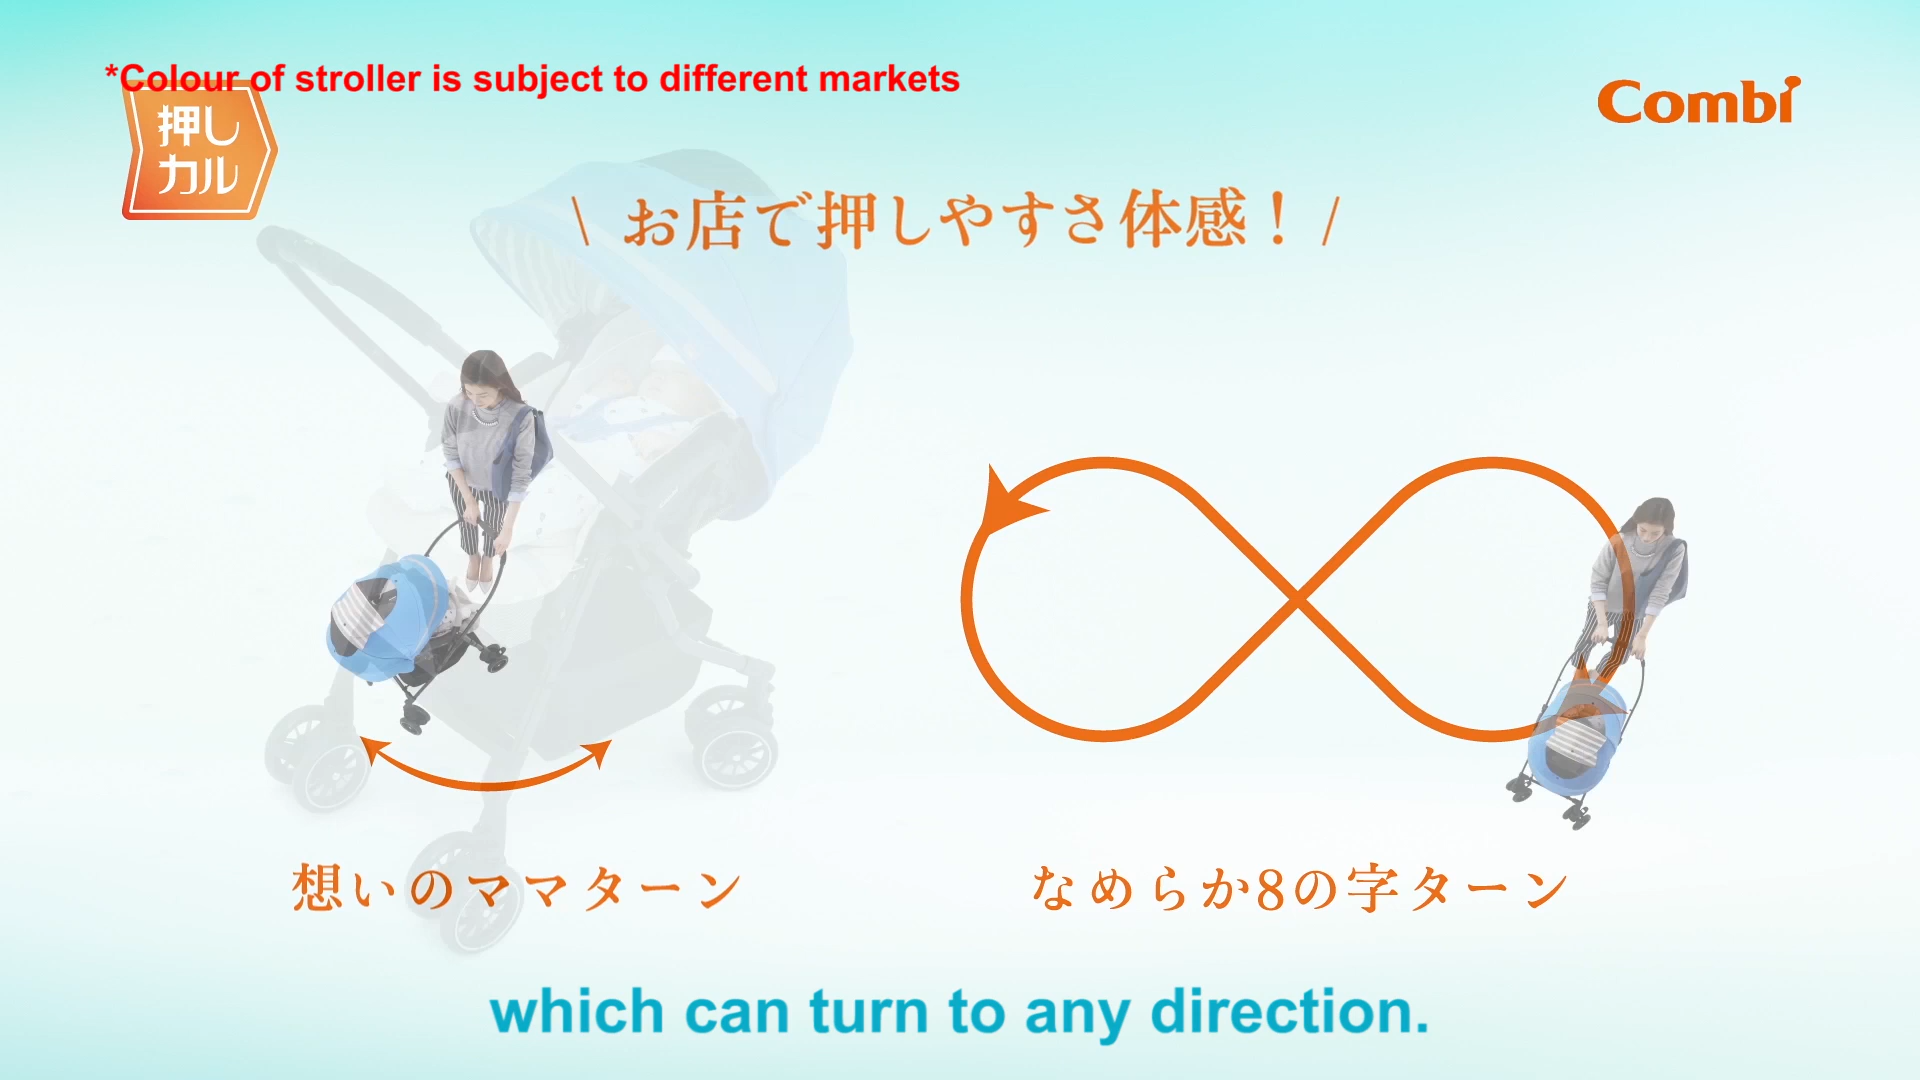 *Colour of stroller is subject to different markets
押し
カル
Combi
\ お店で押しやすさ体感！ /
想いのママターン
なめらか8の字ターン
which can turn to any direction.